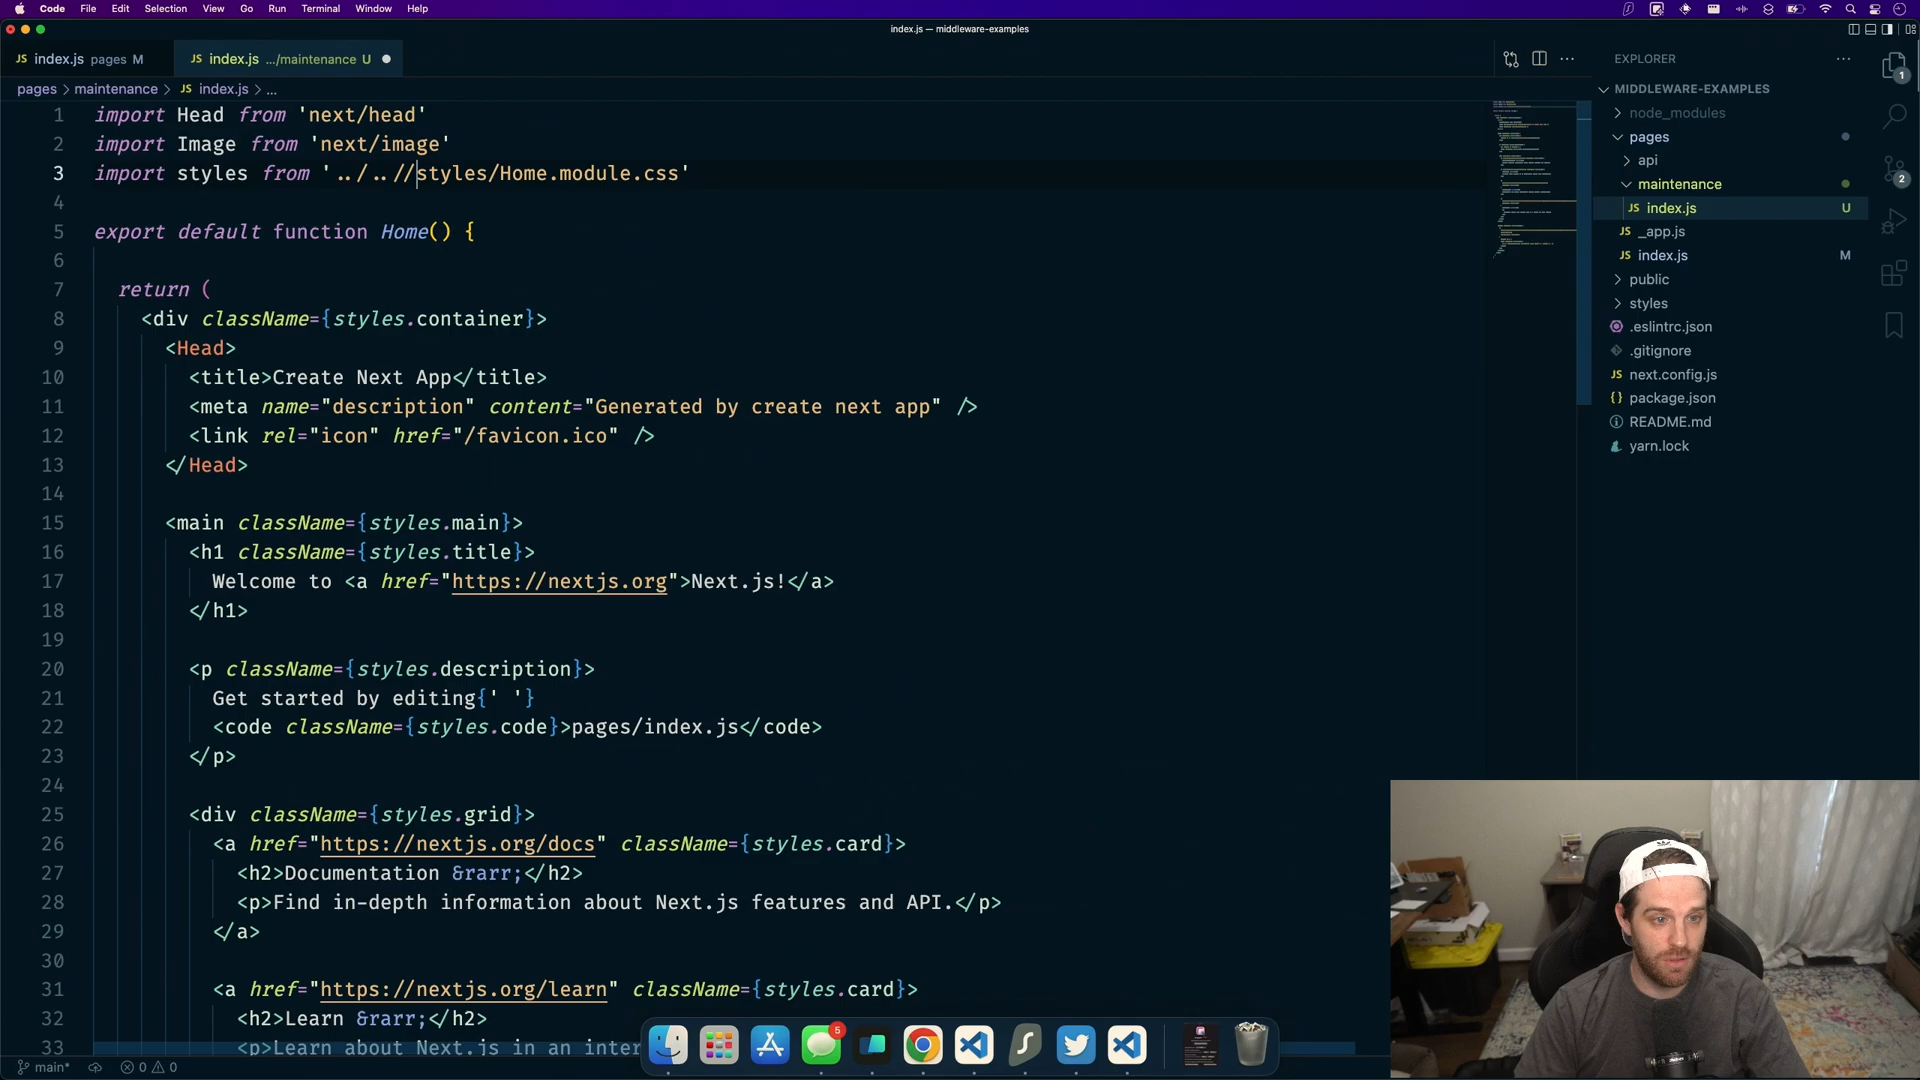 Code File Edit Selection View Go Run Terminal Window Help
index.js — middleware-examples
JS index.js pages M
JS index.js .../maintenance U
pages > maintenance > JS index.js > ...
1 import Head from 'next/head'
2 import Image from 'next/image'
3 import styles from '../..//styles/Home.module.css'
4
5 export default function Home() {
6
7 return (
8 <div className={styles.container}>
9 <Head>
10 <title>Create Next App</title>
11 <meta name="description" content="Generated by create next app" />
12 <link rel="icon" href="/favicon.ico" />
13 </Head>
14
15 <main className={styles.main}>
16 <h1 className={styles.title}>
17 Welcome to <a href="https://nextjs.org">Next.js!</a>
18 </h1>
19
20 <p className={styles.description}>
21 Get started by editing{' '}
22 <code className={styles.code}>pages/index.js</code>
23 </p>
24
25 <div className={styles.grid}>
26 <a href="https://nextjs.org/docs" className={styles.card}>
27 <h2>Documentation &rarr;</h2>
28 <p>Find in-depth information about Next.js features and API.</p>
29 </a>
30
31 <a href="https://nextjs.org/learn" className={styles.card}>
32 <h2>Learn &rarr;</h2>
33 <p>Learn about Next.js in an inter
EXPLORER
MIDDLEWARE-EXAMPLES
node_modules
pages
api
maintenance
JS index.js U
JS _app.js
JS index.js M
public
styles
.eslintrc.json
.gitignore
JS next.config.js
{} package.json
README.md
yarn.lock
1
2
5
main*
0 0